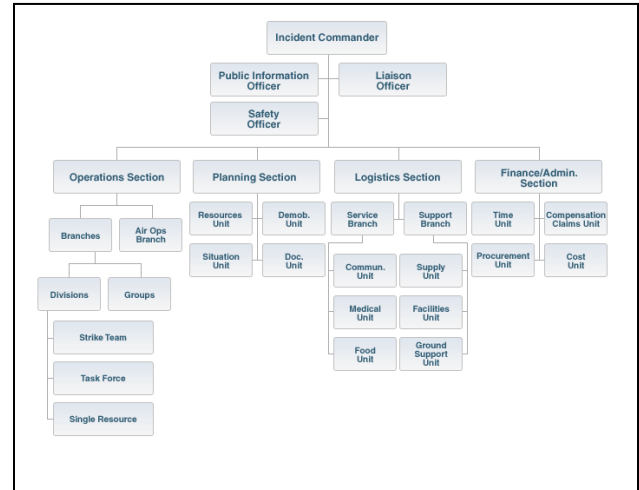 Incident Commander
Public Information
Officer
Liaison
Officer
Safety
Officer
Operations Section
Planning Section
Logistics Section
Finance/Admin.
Section
Branches
Air Ops
Branch
Divisions
Groups
Strike Team
Task Force
Single Resource
Resources
Unit
Demob.
Unit
Situation
Unit
Doc.
Unit
Service
Branch
Support
Branch
Commun.
Unit
Supply
Unit
Medical
Unit
Facilities
Unit
Food
Unit
Ground
Support
Unit
Time
Unit
Compensation
Claims Unit
Procurement
Unit
Cost
Unit